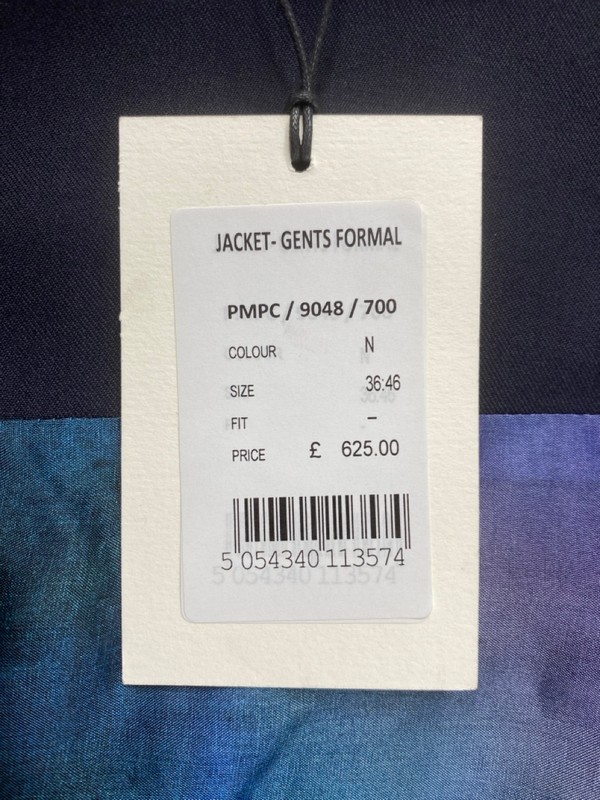 JACKET- GENTS FORMAL
PMPC / 9048 / 700
COLOUR N
SIZE 36:46
FIT –
PRICE £ 625.00
5 054340 113574